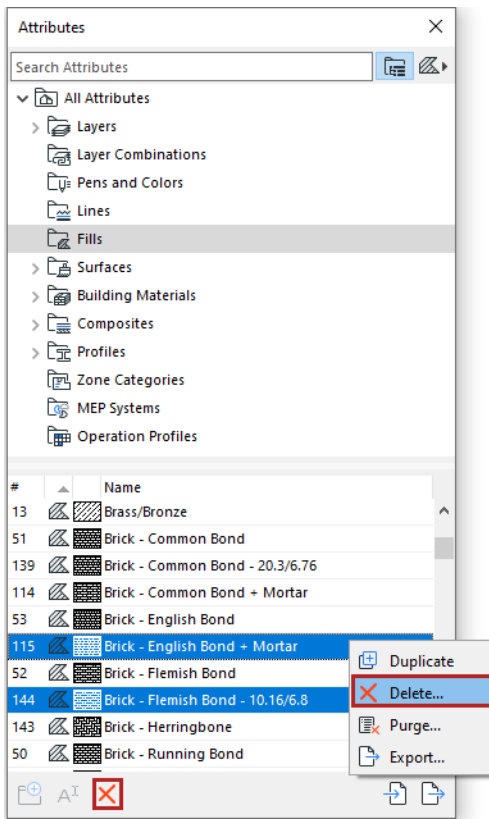 Attributes
Search Attributes
All Attributes
Layers
Layer Combinations
Pens and Colors
Lines
Fills
Surfaces
Building Materials
Composites
Profiles
Zone Categories
MEP Systems
Operation Profiles
# Name
13 Brass/Bronze
51 Brick - Common Bond
139 Brick - Common Bond - 20.3/6.76
114 Brick - Common Bond + Mortar
53 Brick - English Bond
115 Brick - English Bond + Mortar
52 Brick - Flemish Bond
144 Brick - Flemish Bond - 10.16/6.8
143 Brick - Herringbone
50 Brick - Running Bond
Duplicate
Delete...
Purge...
Export...